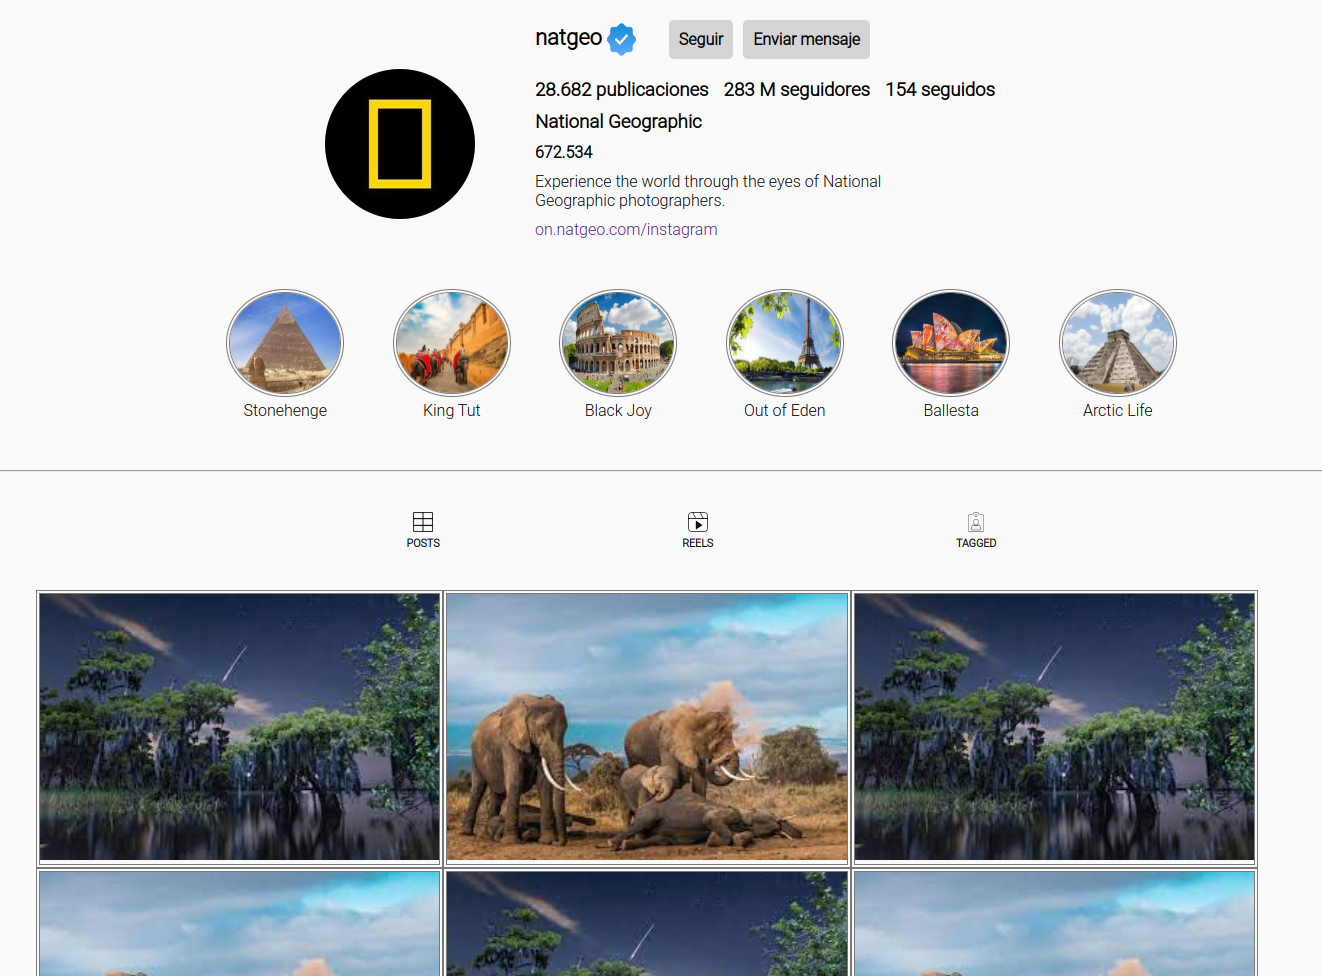 natgeo Seguir Enviar mensaje
28.682 publicaciones 283 M seguidores 154 seguidos
National Geographic
672.534
Experience the world through the eyes of National
Geographic photographers.
on.natgeo.com/instagram
Stonehenge King Tut Black Joy Out of Eden Ballesta Arctic Life
POSTS REELS TAGGED